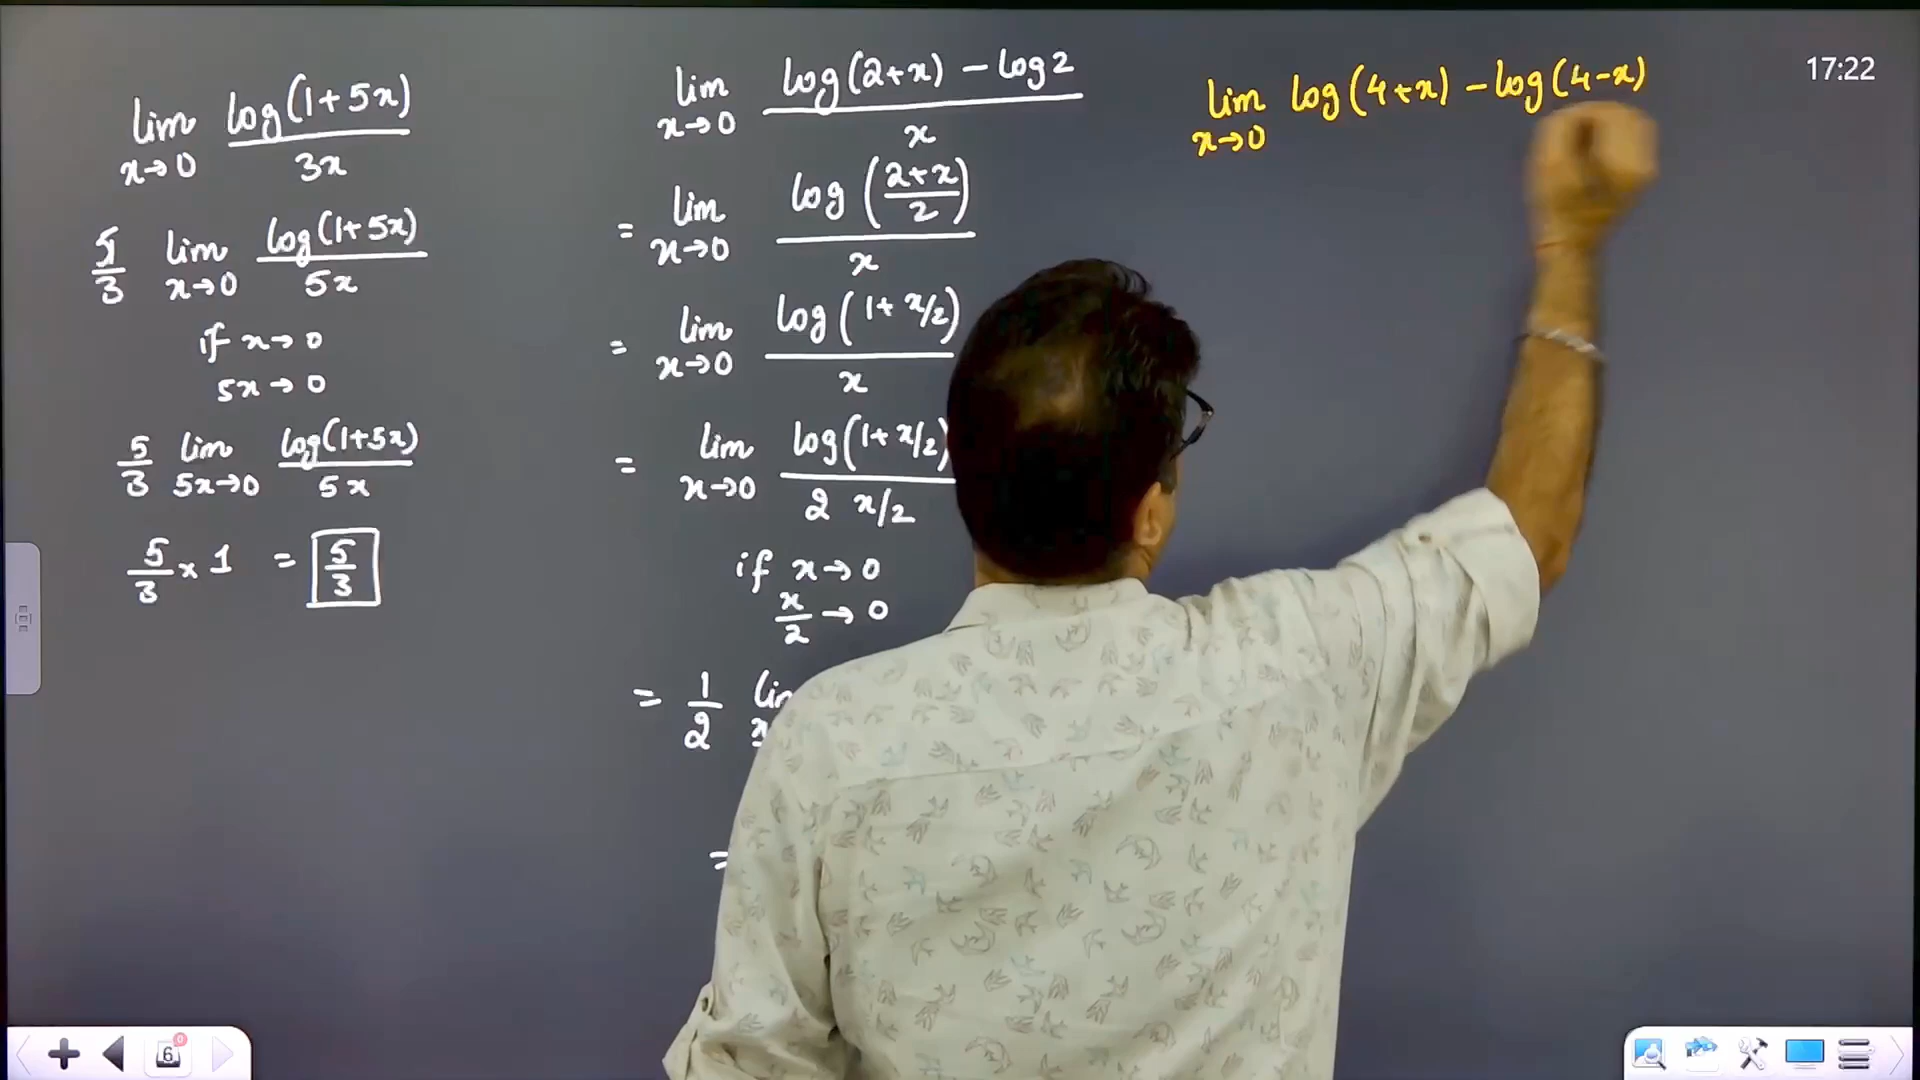 lim log(1+5x)
x→0 3x
5/3 lim log(1+5x)
x→0 5x
if x→0
5x→0
5/3 lim log(1+5x)
5x→0 5x
5/3 × 1 = 5/3
lim log(2+x) - log2
x→0 x
= lim log((2+x)/2)
x→0 x
= lim log(1+x/2)
x→0 x
= lim log(1+x/2)
x→0 2 x/2
if x→0
x/2→0
= 1/2
=
lim log(4+x) - log(4-x)
x→0
17:22
6
0